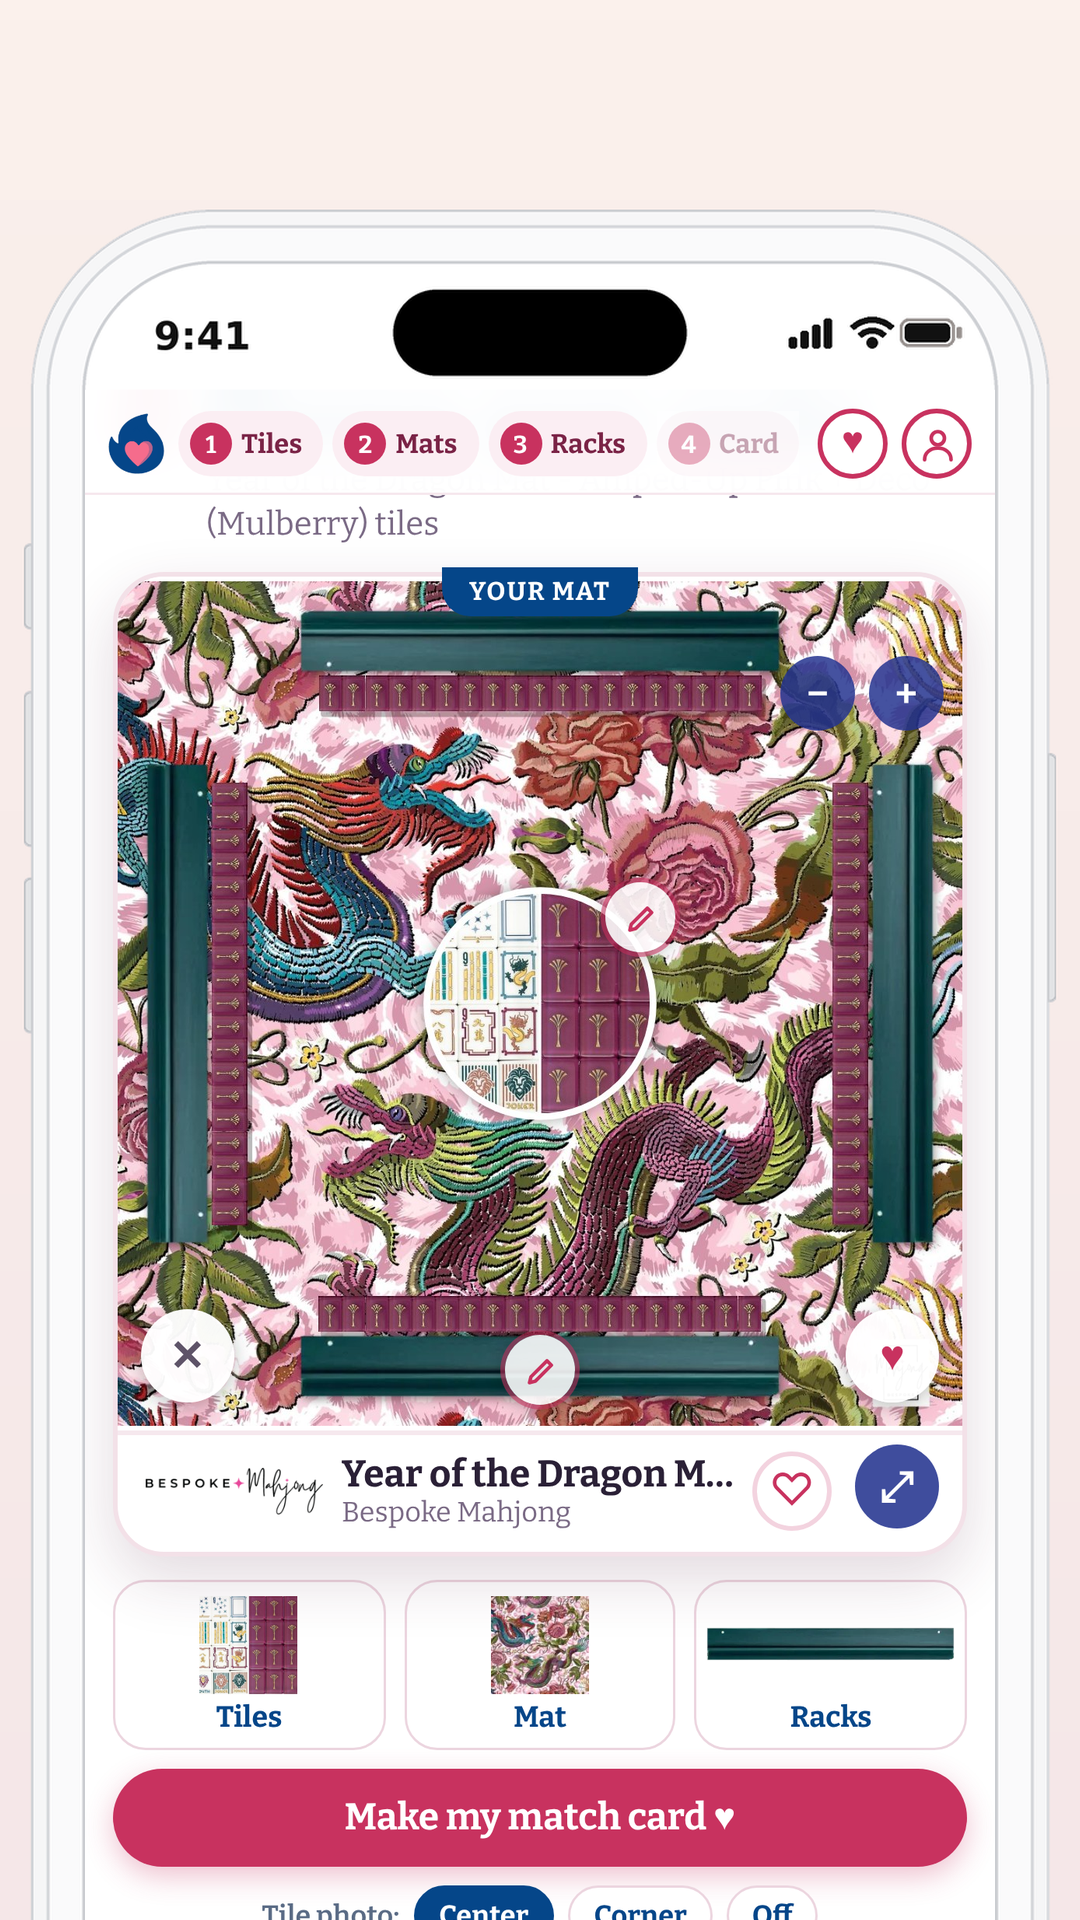 9:41
1 Tiles
2 Mats
3 Racks
4 Card
(Mulberry) tiles
YOUR MAT
JOKER
BESPOKE Mahjong
Year of the Dragon M...
Bespoke Mahjong
Tiles
Mat
Racks
Make my match card ♥
Tile photo: Center Corner Off